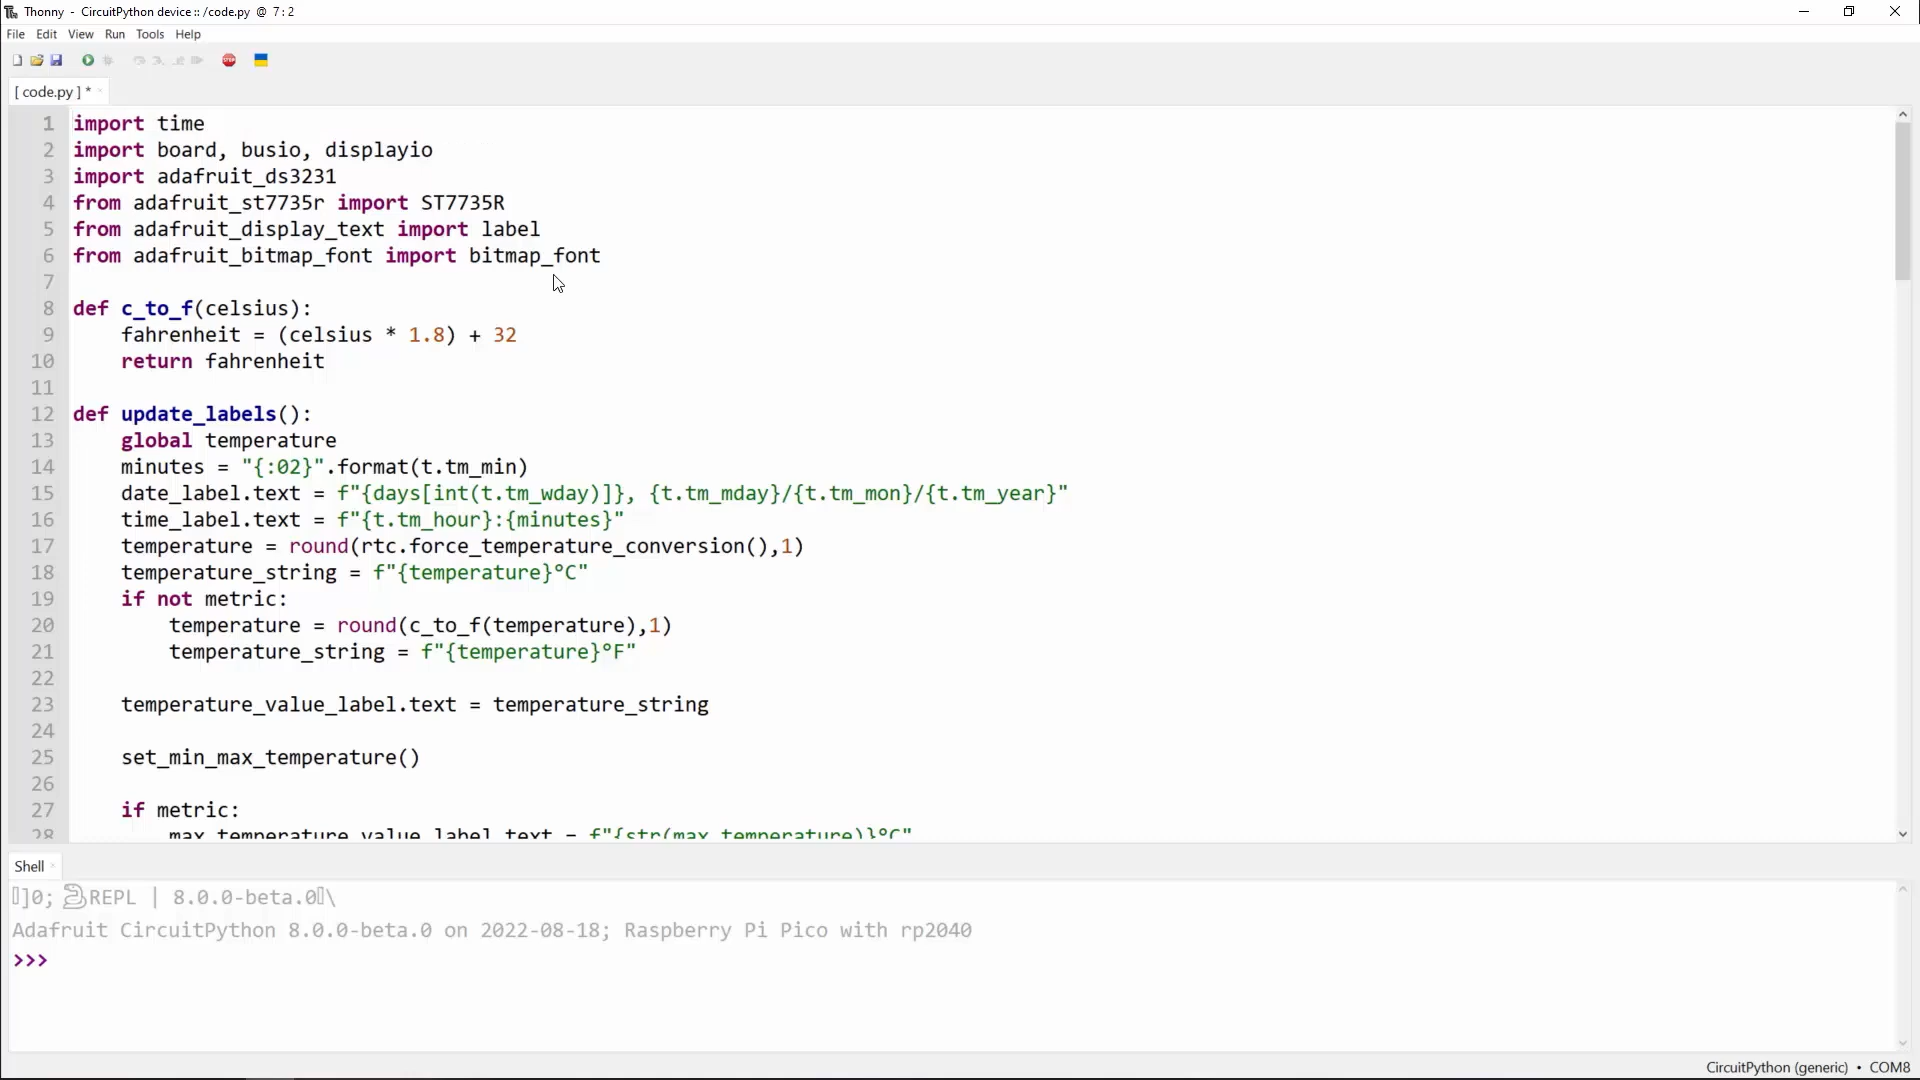 Thonny - CircuitPython device :: /code.py @ 7 : 2
File Edit View Run Tools Help
STOP
[ code.py ] *
1 import time
2 import board, busio, displayio
3 import adafruit_ds3231
4 from adafruit_st7735r import ST7735R
5 from adafruit_display_text import label
6 from adafruit_bitmap_font import bitmap_font
7
8 def c_to_f(celsius):
9     fahrenheit = (celsius * 1.8) + 32
10     return fahrenheit
11
12 def update_labels():
13     global temperature
14     minutes = "{:02}".format(t.tm_min)
15     date_label.text = f"{days[int(t.tm_wday)]}, {t.tm_mday}/{t.tm_mon}/{t.tm_year}"
16     time_label.text = f"{t.tm_hour}:{minutes}"
17     temperature = round(rtc.force_temperature_conversion(),1)
18     temperature_string = f"{temperature}°C"
19     if not metric:
20         temperature = round(c_to_f(temperature),1)
21         temperature_string = f"{temperature}°F"
22
23     temperature_value_label.text = temperature_string
24
25     set_min_max_temperature()
26
27     if metric:
28         max_temperature_value_label.text = f"{str(max_temperature)}°C"
Shell
]0; REPL | 8.0.0-beta.0\
Adafruit CircuitPython 8.0.0-beta.0 on 2022-08-18; Raspberry Pi Pico with rp2040
>>>
CircuitPython (generic) • COM8